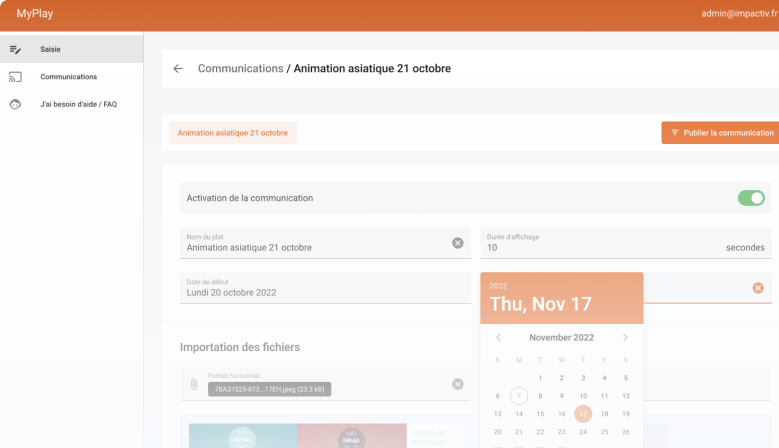 MyPlay
admin@impactiv.fr
Saisie
Communications
J'ai besoin d'aide / FAQ
Communications / Animation asiatique 21 octobre
Animation asiatique 21 octobre
Publier la communication
Activation de la communication
Nom du plat
Animation asiatique 21 octobre
Durée d'affichage
10 secondes
Date de début
Lundi 20 octobre 2022
2022
Thu, Nov 17
November 2022
S M T W T F S
1 2 3 4 5
6 7 8 9 10 11 12
13 14 15 16 17 18 19
20 21 22 23 24 25 26
Importation des fichiers
Fichier horizontal
7BA31525-873...17EH.jpeg (23.3 kB)